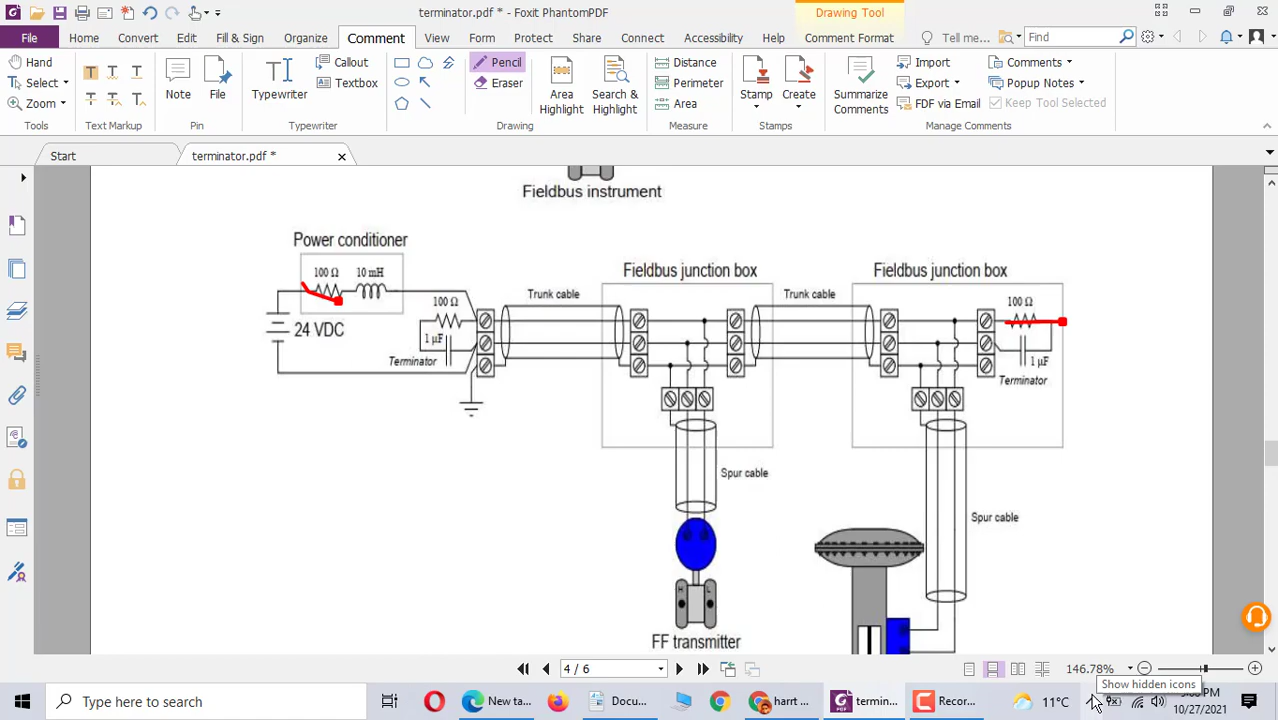 terminator.pdf * - Foxit PhantomPDF
Drawing Tool
File Home Convert Edit Fill & Sign Organize Comment View Form Protect Share Connect Accessibility Help Comment Format Tell me... Find
Hand
Select
Zoom
Tools
Text Markup
Note
File
Pin
Typewriter
Callout
Textbox
Typewriter
Pencil
Eraser
Area Highlight
Search & Highlight
Drawing
Distance
Perimeter
Area
Measure
Stamp
Create
Stamps
Summarize Comments
Import
Export
FDF via Email
Comments
Popup Notes
Keep Tool Selected
Manage Comments
Start
terminator.pdf *
Fieldbus instrument
Power conditioner
100 Ω 10 mH
24 VDC
100 Ω
1 µF
Terminator
Trunk cable
Fieldbus junction box
Trunk cable
Fieldbus junction box
100 Ω
1 µF
Terminator
Spur cable
Spur cable
H L
FF transmitter
4 / 6
146.78%
Show hidden icons
Type here to search
New ta...
Docu...
harrt ...
termin...
Recor...
11°C
10/27/2021